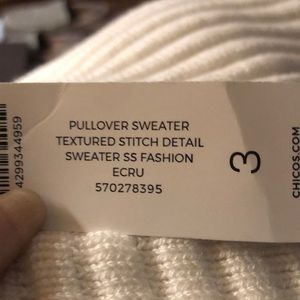 PULLOVER SWEATER
TEXTURED STITCH DETAIL
SWEATER SS FASHION
ECRU
570278395
3
CHICOS.COM
4299344959